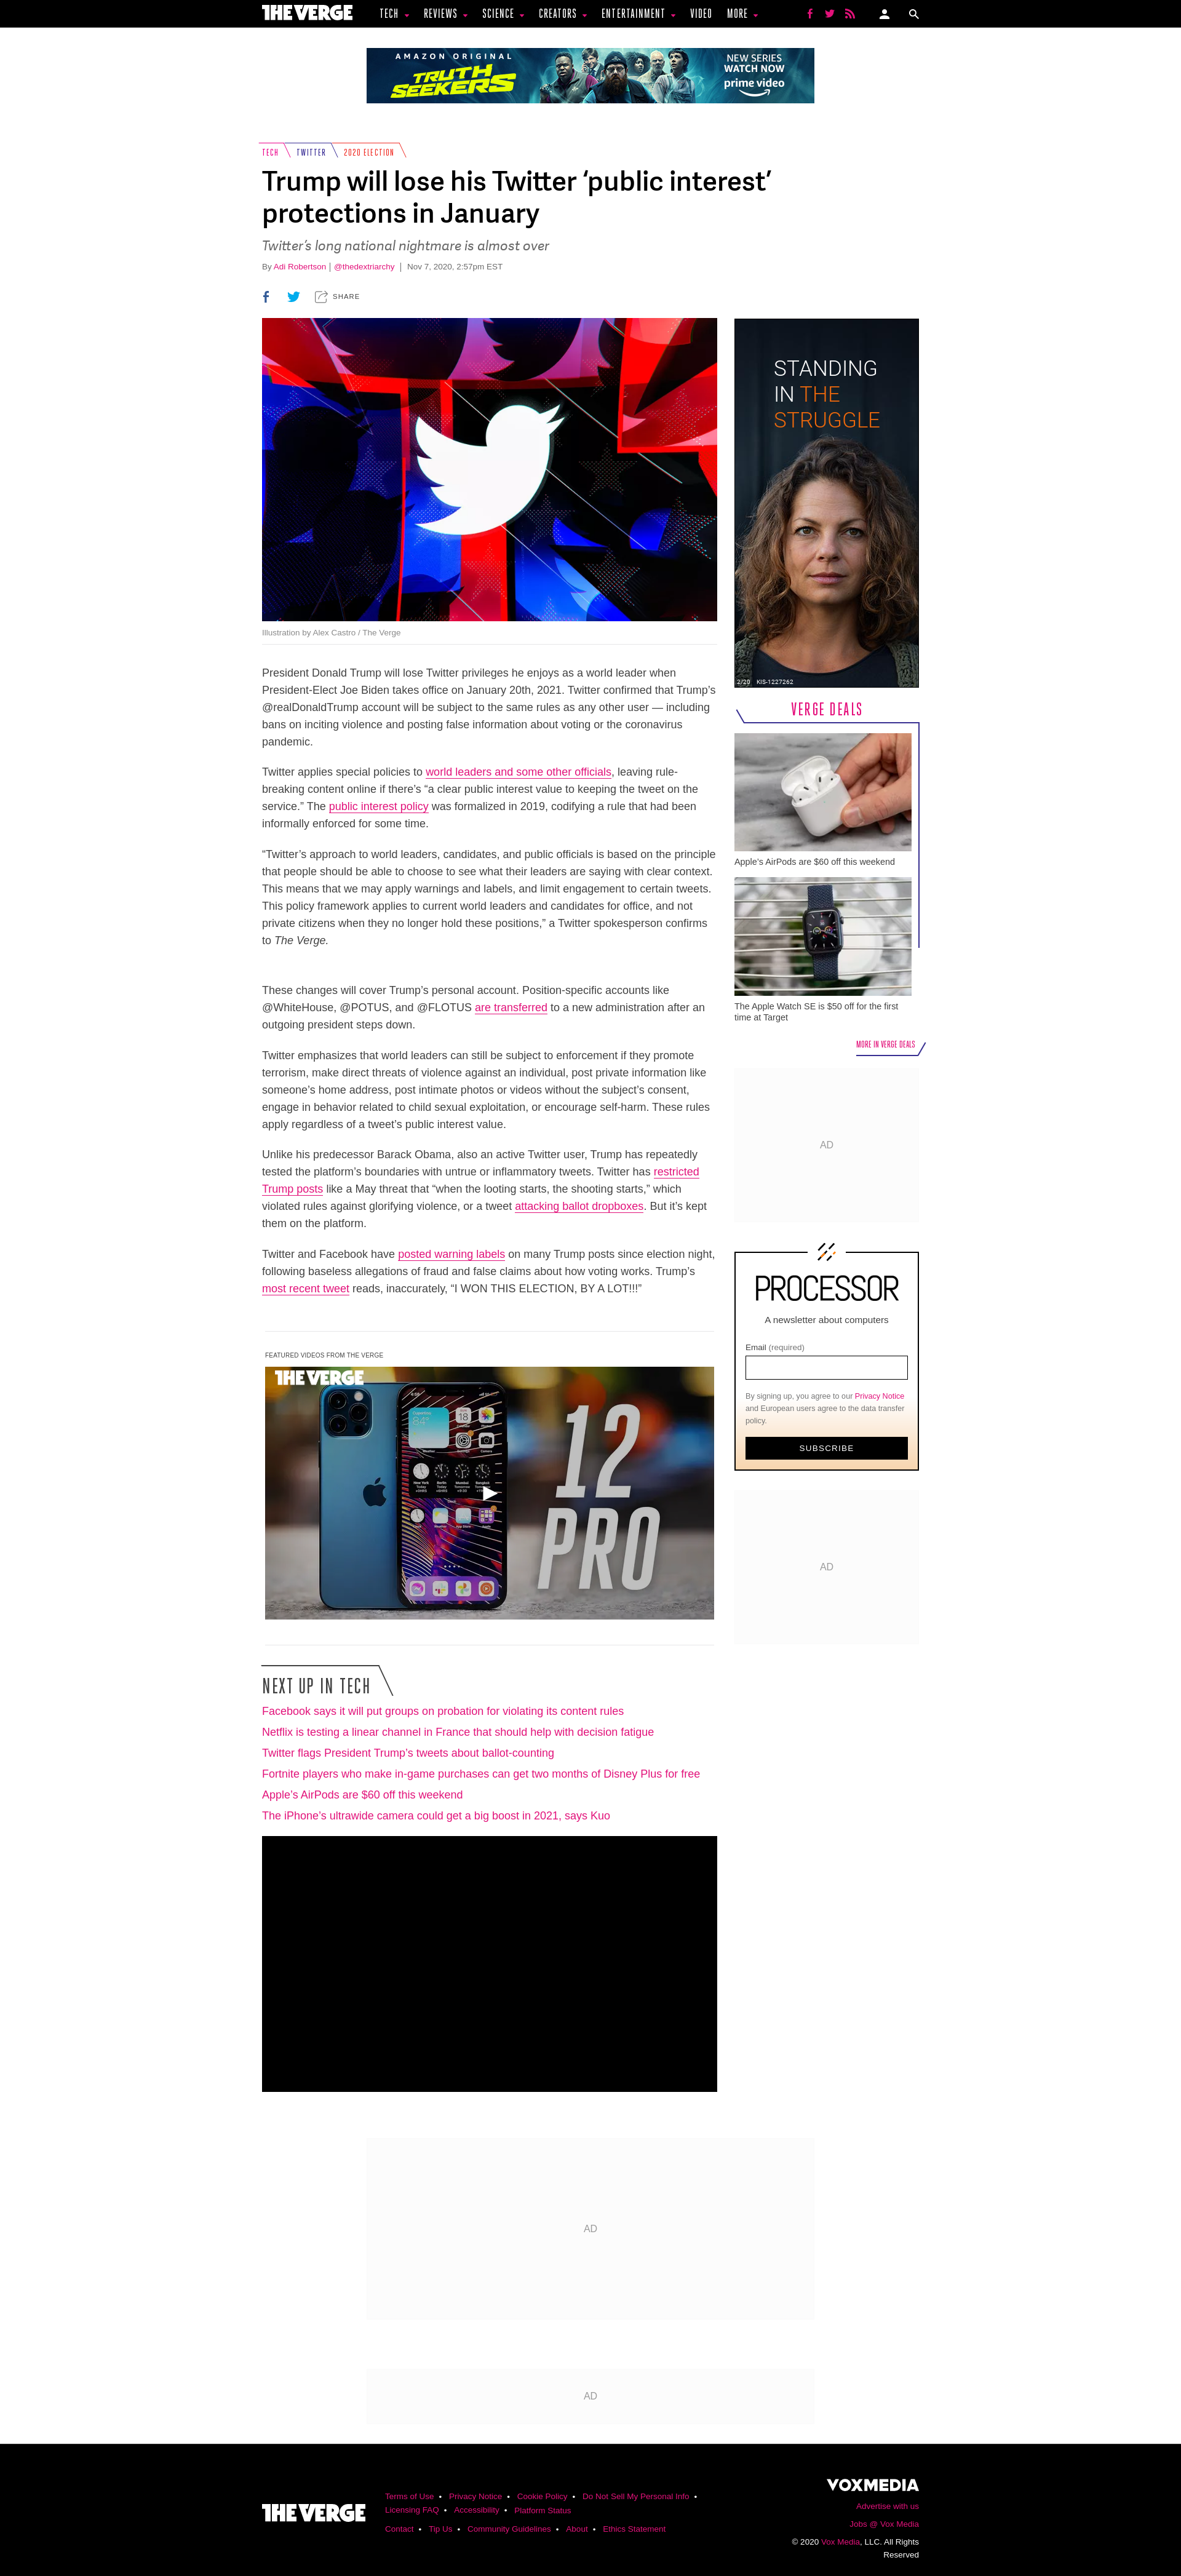 THE VERGE
TECH
REVIEWS
SCIENCE
CREATORS
ENTERTAINMENT
VIDEO
MORE
AMAZON ORIGINAL
TRUTH
SEEKERS
NEW SERIES
WATCH NOW
prime video
TECH
TWITTER
2020 ELECTION
Trump will lose his Twitter ‘public interest’
protections in January
Twitter’s long national nightmare is almost over
By Adi Robertson | @thedextriarchy | Nov 7, 2020, 2:57pm EST
SHARE
Illustration by Alex Castro / The Verge
President Donald Trump will lose Twitter privileges he enjoys as a world leader when
President-Elect Joe Biden takes office on January 20th, 2021. Twitter confirmed that Trump’s
@realDonaldTrump account will be subject to the same rules as any other user — including
bans on inciting violence and posting false information about voting or the coronavirus
pandemic.
Twitter applies special policies to world leaders and some other officials, leaving rule-
breaking content online if there’s “a clear public interest value to keeping the tweet on the
service.” The public interest policy was formalized in 2019, codifying a rule that had been
informally enforced for some time.
“Twitter’s approach to world leaders, candidates, and public officials is based on the principle
that people should be able to choose to see what their leaders are saying with clear context.
This means that we may apply warnings and labels, and limit engagement to certain tweets.
This policy framework applies to current world leaders and candidates for office, and not
private citizens when they no longer hold these positions,” a Twitter spokesperson confirms
to The Verge.
These changes will cover Trump’s personal account. Position-specific accounts like
@WhiteHouse, @POTUS, and @FLOTUS are transferred to a new administration after an
outgoing president steps down.
Twitter emphasizes that world leaders can still be subject to enforcement if they promote
terrorism, make direct threats of violence against an individual, post private information like
someone’s home address, post intimate photos or videos without the subject’s consent,
engage in behavior related to child sexual exploitation, or encourage self-harm. These rules
apply regardless of a tweet’s public interest value.
Unlike his predecessor Barack Obama, also an active Twitter user, Trump has repeatedly
tested the platform’s boundaries with untrue or inflammatory tweets. Twitter has restricted
Trump posts like a May threat that “when the looting starts, the shooting starts,” which
violated rules against glorifying violence, or a tweet attacking ballot dropboxes. But it’s kept
them on the platform.
Twitter and Facebook have posted warning labels on many Trump posts since election night,
following baseless allegations of fraud and false claims about how voting works. Trump’s
most recent tweet reads, inaccurately, “I WON THIS ELECTION, BY A LOT!!!”
FEATURED VIDEOS FROM THE VERGE
THE VERGE
12
PRO
NEXT UP IN TECH
Facebook says it will put groups on probation for violating its content rules
Netflix is testing a linear channel in France that should help with decision fatigue
Twitter flags President Trump’s tweets about ballot-counting
Fortnite players who make in-game purchases can get two months of Disney Plus for free
Apple’s AirPods are $60 off this weekend
The iPhone’s ultrawide camera could get a big boost in 2021, says Kuo
STANDING
IN THE
STRUGGLE
2/20 KIS-1227262
VERGE DEALS
Apple’s AirPods are $60 off this weekend
The Apple Watch SE is $50 off for the first
time at Target
MORE IN VERGE DEALS
AD
PROCESSOR
A newsletter about computers
Email (required)
By signing up, you agree to our Privacy Notice
and European users agree to the data transfer
policy.
SUBSCRIBE
AD
AD
AD
THE VERGE
Terms of Use • Privacy Notice • Cookie Policy • Do Not Sell My Personal Info •
Licensing FAQ • Accessibility • Platform Status
Contact • Tip Us • Community Guidelines • About • Ethics Statement
VOXMEDIA
Advertise with us
Jobs @ Vox Media
© 2020 Vox Media, LLC. All Rights
Reserved